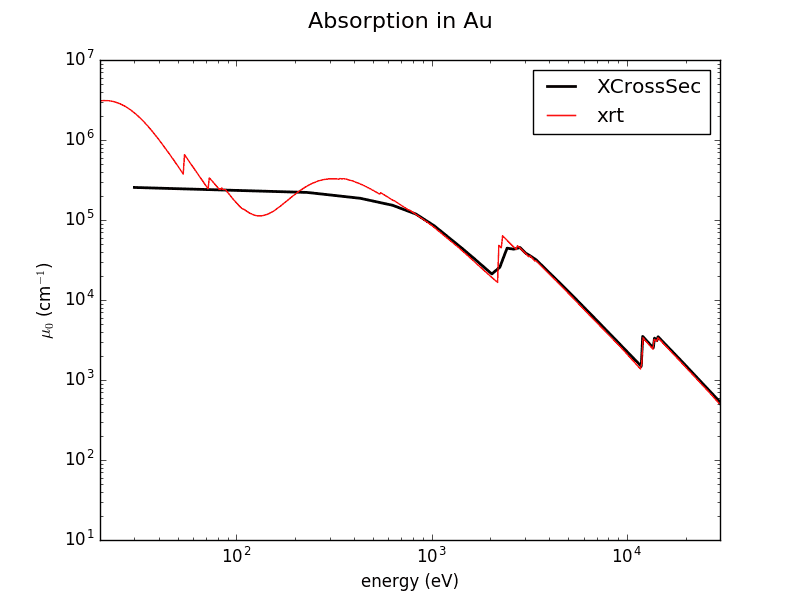 Absorption in Au
XCrossSec
xrt
10⁷
10⁶
10⁵
10⁴
10³
10²
10¹
μ₀ (cm⁻¹)
10² 10³ 10⁴
energy (eV)